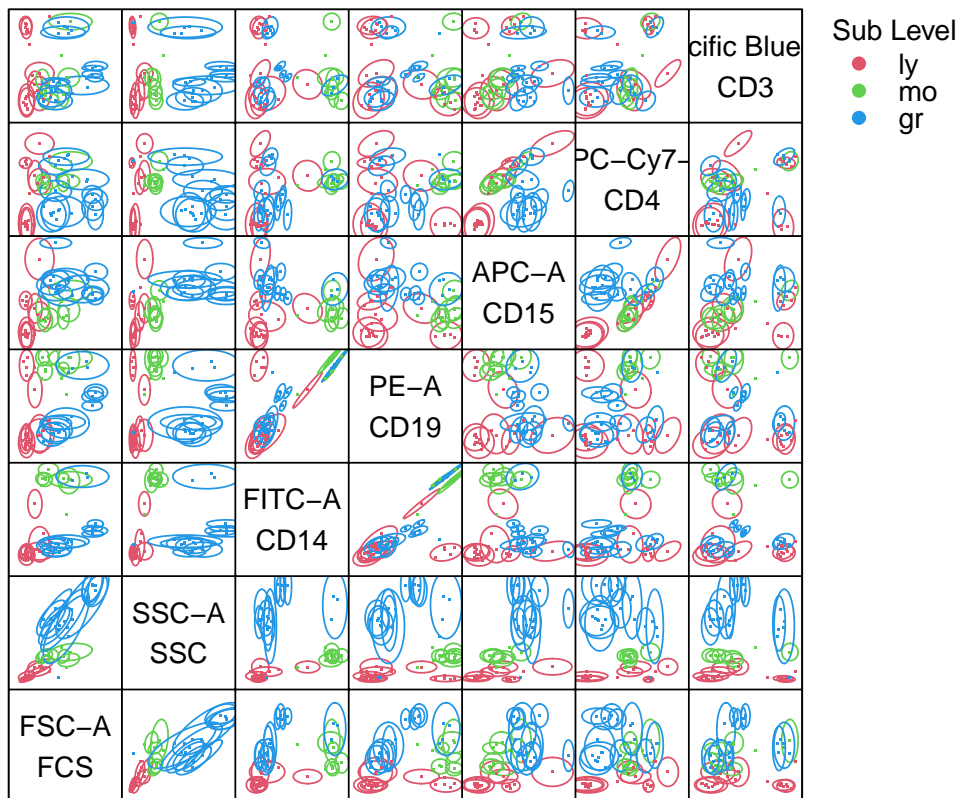 Sub Level
ly
mo
gr
cific Blue
CD3
PC−Cy7−
CD4
APC−A
CD15
PE−A
CD19
FITC−A
CD14
SSC−A
SSC
FSC−A
FCS